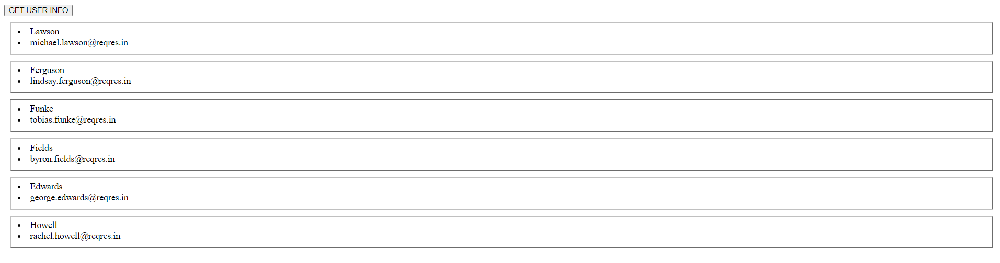 GET USER INFO
Lawson
michael.lawson@reqres.in
Ferguson
lindsay.ferguson@reqres.in
Funke
tobias.funke@reqres.in
Fields
byron.fields@reqres.in
Edwards
george.edwards@reqres.in
Howell
rachel.howell@reqres.in